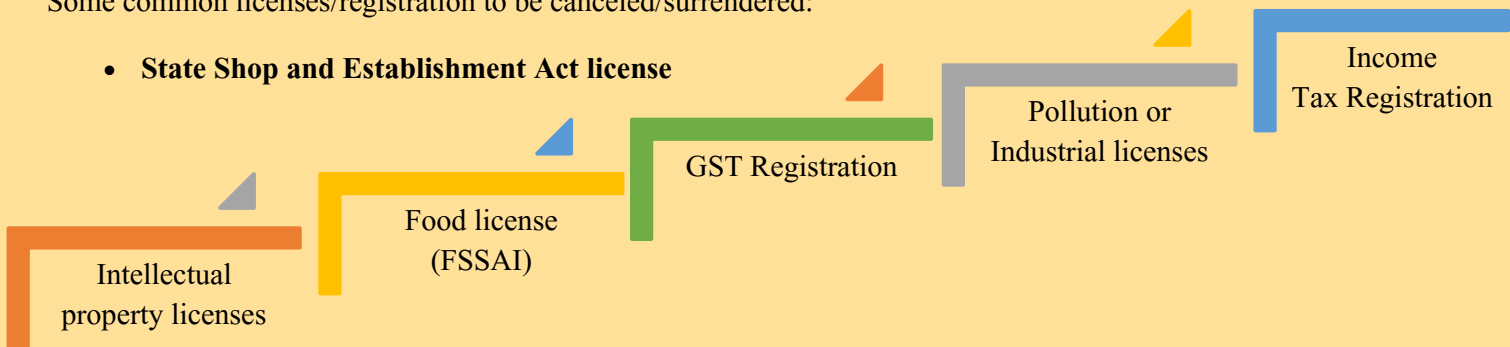 Some common licenses/registration to be canceled/surrendered:
• State Shop and Establishment Act license
Intellectual
property licenses
Food license
(FSSAI)
GST Registration
Pollution or
Industrial licenses
Income
Tax Registration